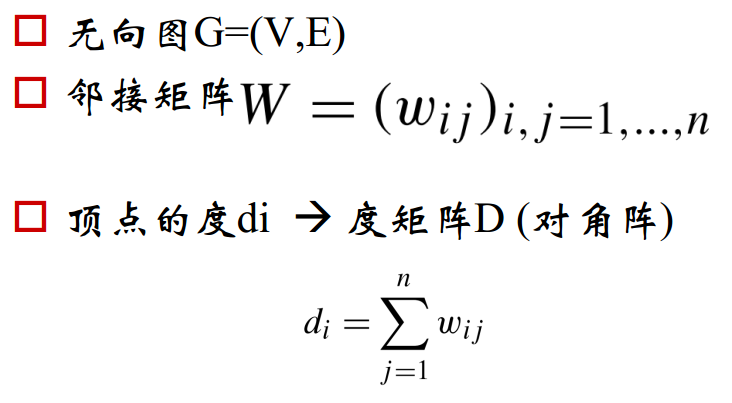 □ 无向图G=(V,E)
□ 邻接矩阵$W = (w_{ij})_{i,j=1,...,n}$
□ 顶点的度di → 度矩阵D (对角阵)
$d_i = \sum_{j=1}^{n} w_{ij}$